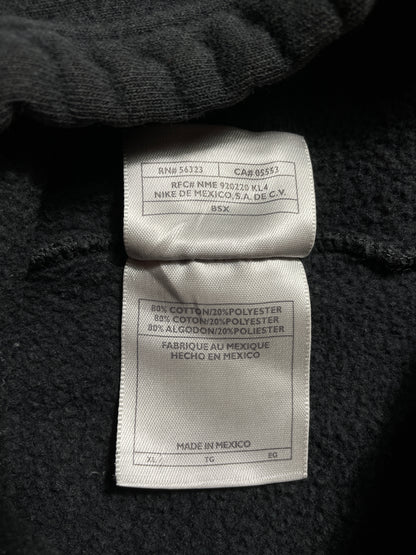 RN# 56323 CA# 05553
RFC# NME 920220 KL4
NIKE DE MEXICO, S.A. DE C.V.
BSX
80% COTTON/20%POLYESTER
80% COTON/20%POLYESTER
80% ALGODON/20%POLIESTER
FABRIQUE AU MEXIQUE
HECHO EN MEXICO
MADE IN MEXICO
XL TG EG